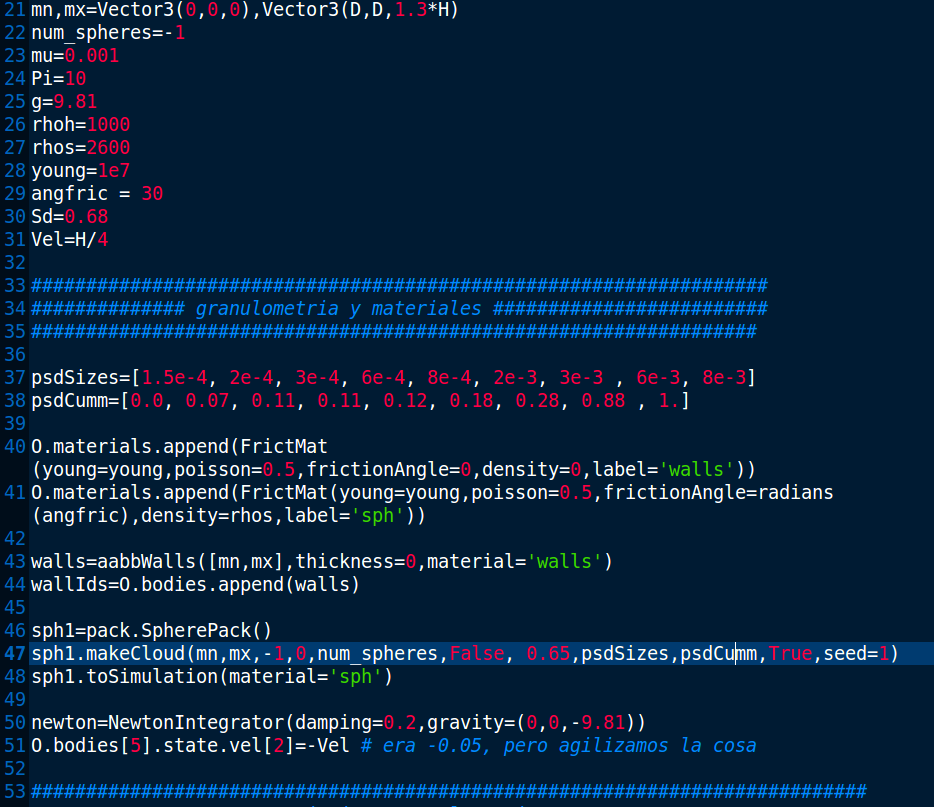 21 mn,mx=Vector3(0,0,0),Vector3(D,D,1.3*H)
22 num_spheres=-1
23 mu=0.001
24 Pi=10
25 g=9.81
26 rhoh=1000
27 rhos=2600
28 young=1e7
29 angfric = 30
30 Sd=0.68
31 Vel=H/4
32
33 ###################################################################
34 ############## granulometria y materiales #########################
35 ##################################################################
36
37 psdSizes=[1.5e-4, 2e-4, 3e-4, 6e-4, 8e-4, 2e-3, 3e-3 , 6e-3, 8e-3]
38 psdCumm=[0.0, 0.07, 0.11, 0.11, 0.12, 0.18, 0.28, 0.88 , 1.]
39
40 O.materials.append(FrictMat
(young=young,poisson=0.5,frictionAngle=0,density=0,label='walls'))
41 O.materials.append(FrictMat(young=young,poisson=0.5,frictionAngle=radians
(angfric),density=rhos,label='sph'))
42
43 walls=aabbWalls([mn,mx],thickness=0,material='walls')
44 wallIds=O.bodies.append(walls)
45
46 sph1=pack.SpherePack()
47 sph1.makeCloud(mn,mx,-1,0,num_spheres,False, 0.65,psdSizes,psdCumm,True,seed=1)
48 sph1.toSimulation(material='sph')
49
50 newton=NewtonIntegrator(damping=0.2,gravity=(0,0,-9.81))
51 O.bodies[5].state.vel[2]=-Vel # era -0.05, pero agilizamos la cosa
52
53 ############################################################################